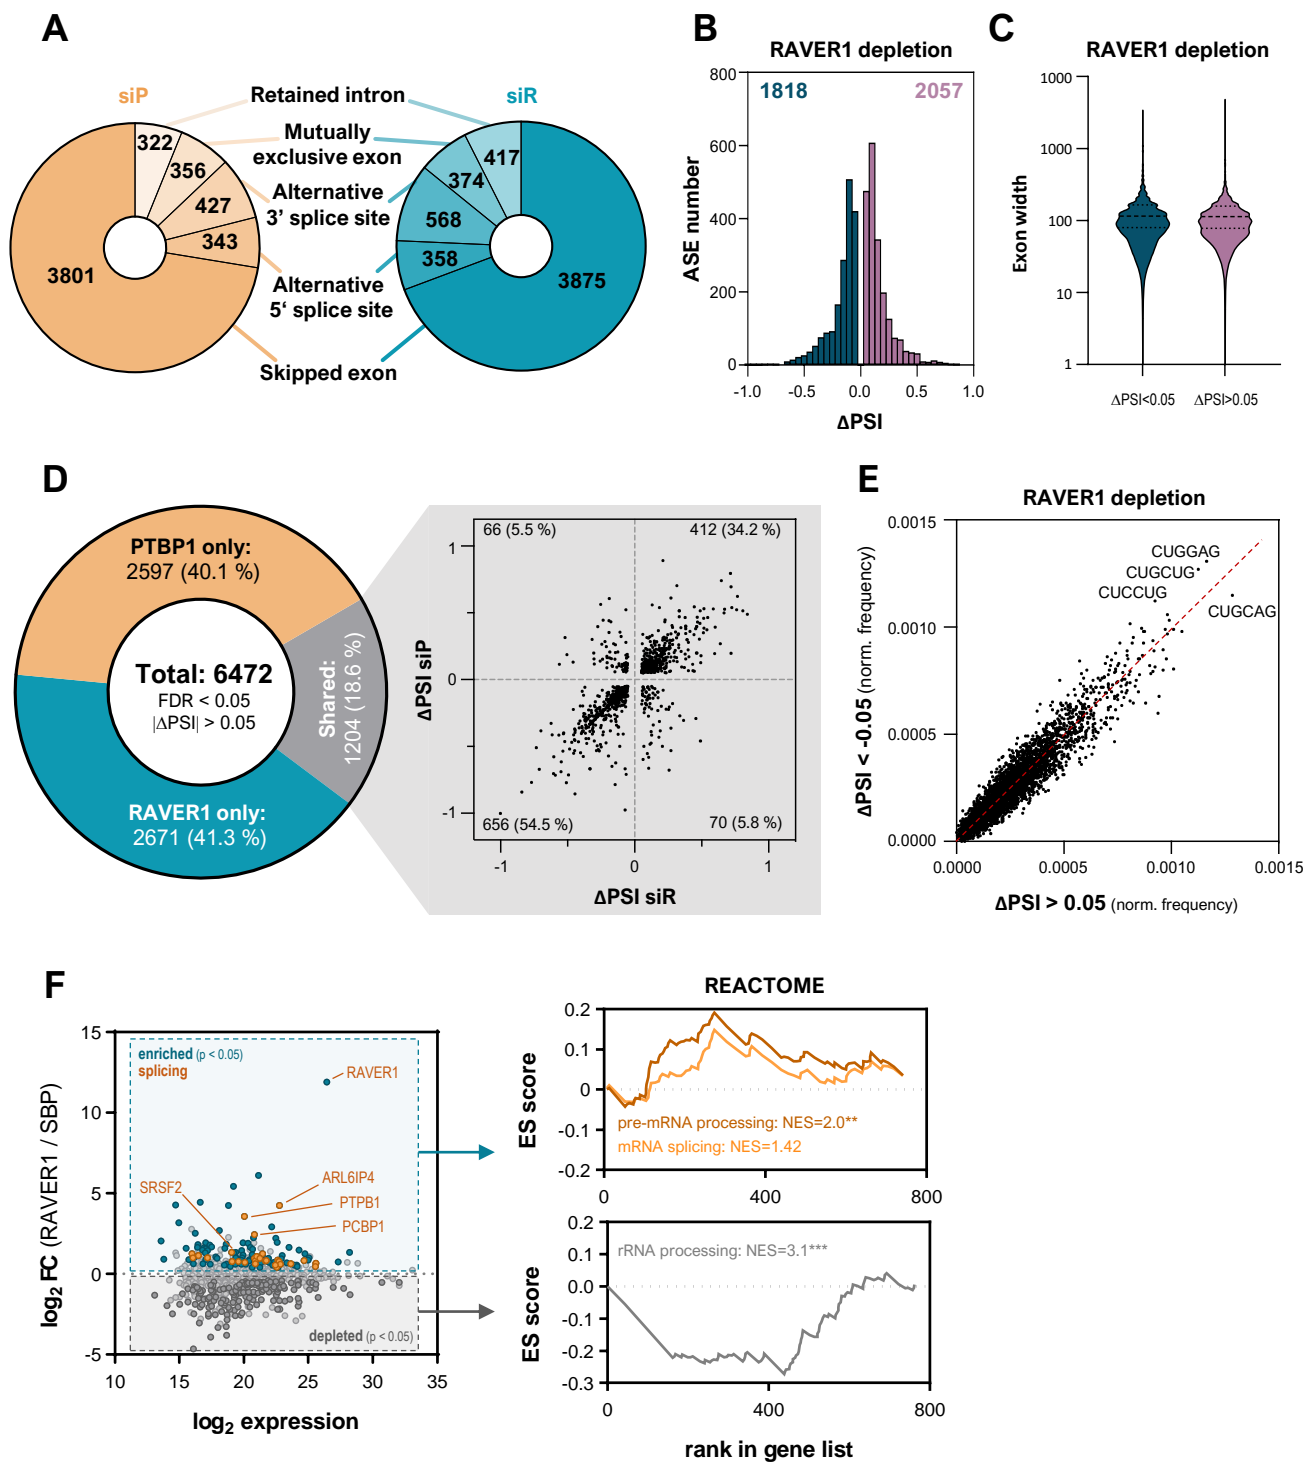 A
siP
siR
Retained intron
Mutually
exclusive exon
Alternative
3’ splice site
Alternative
5‘ splice site
Skipped exon
322
356
427
343
3801
417
374
568
358
3875
B
RAVER1 depletion
1818
2057
800
600
400
200
0
ASE number
-1.0
-0.5
0.0
0.5
1.0
ΔPSI
C
RAVER1 depletion
1000
1000
100
10
1
Exon width
ΔPSI<0.05
ΔPSI>0.05
D
PTBP1 only:
2597 (40.1 %)
Total: 6472
FDR < 0.05
|ΔPSI| > 0.05
Shared:
1204 (18.6 %)
RAVER1 only:
2671 (41.3 %)
66 (5.5 %)
412 (34.2 %)
656 (54.5 %)
70 (5.8 %)
1
0
-1
ΔPSI siP
-1
0
1
ΔPSI siR
E
RAVER1 depletion
0.0015
0.0010
0.0005
0.0000
ΔPSI < -0.05 (norm. frequency)
CUGGAG
CUGCUG
CUCCUG
CUGCAG
0.0000
0.0005
0.0010
0.0015
ΔPSI > 0.05 (norm. frequency)
F
15
10
5
0
-5
log2 FC (RAVER1 / SBP)
enriched (p < 0.05)
splicing
RAVER1
SRSF2
ARL6IP4
PTPB1
PCBP1
depleted (p < 0.05)
10
15
20
25
30
35
log2 expression
REACTOME
0.2
0.1
0
-0.1
-0.2
ES score
pre-mRNA processing: NES=2.0**
mRNA splicing: NES=1.42
0
400
800
0.2
0.1
0.0
-0.1
-0.2
-0.3
ES score
rRNA processing: NES=3.1***
0
400
800
rank in gene list